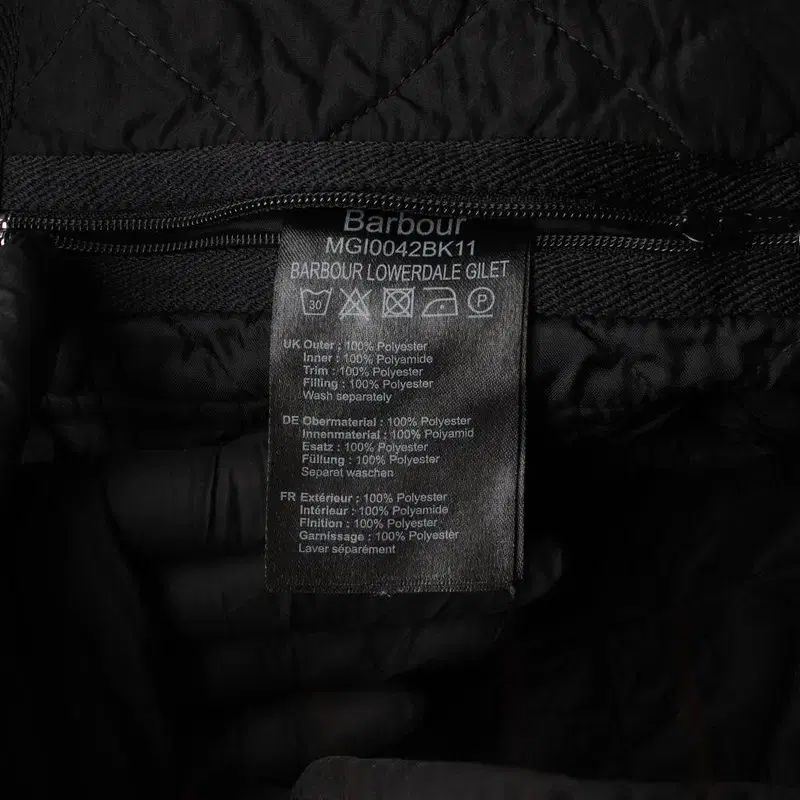 Barbour
MGI0042BK11
BARBOUR LOWERDALE GILET
30 P
UK Outer : 100% Polyester
Inner : 100% Polyamide
Trim : 100% Polyester
Filling : 100% Polyester
Wash separately
DE Obermaterial : 100% Polyester
Innenmaterial : 100% Polyamid
Esatz : 100% Polyester
Füllung : 100% Polyester
Separat waschen
FR Extérieur : 100% Polyester
Intérieur : 100% Polyamide
Finition : 100% Polyester
Garnissage : 100% Polyester
Laver séparément